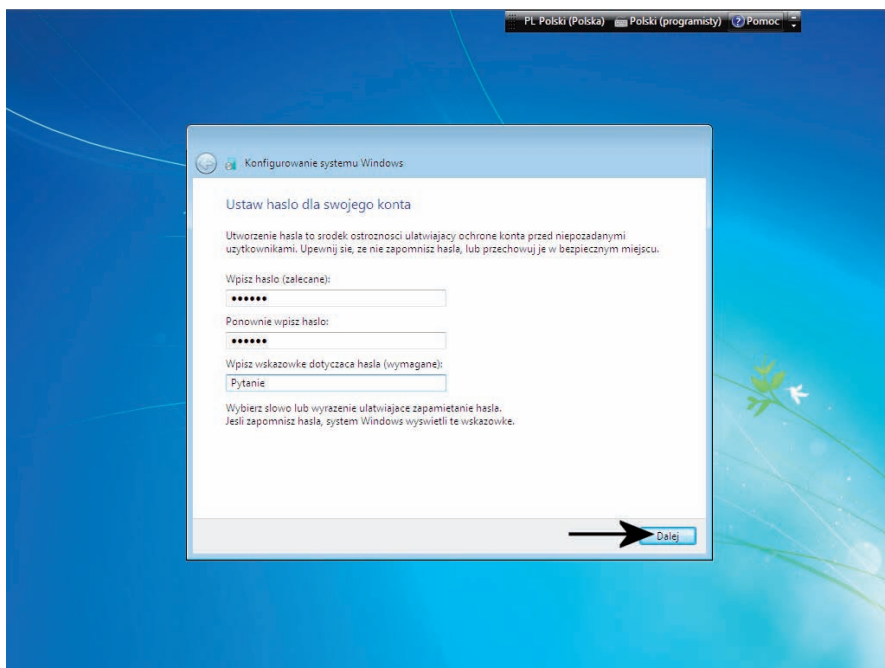 PL Polski (Polska) Polski (programisty) Pomoc
Konfigurowanie systemu Windows
Ustaw haslo dla swojego konta
Utworzenie hasla to srodek ostroznosci ulatwiajacy ochrone konta przed niepozadanymi
uzytkownikami. Upewnij sie, ze nie zapomnisz hasla, lub przechowuj je w bezpiecznym miejscu.
Wpisz haslo (zalecane):
••••••
Ponownie wpisz haslo:
••••••
Wpisz wskazowke dotyczaca hasla (wymagane):
Pytanie
Wybierz slowo lub wyrazenie ulatwiajace zapamietanie hasla.
Jesli zapomnisz hasla, system Windows wyswietli te wskazowke.
Dalej